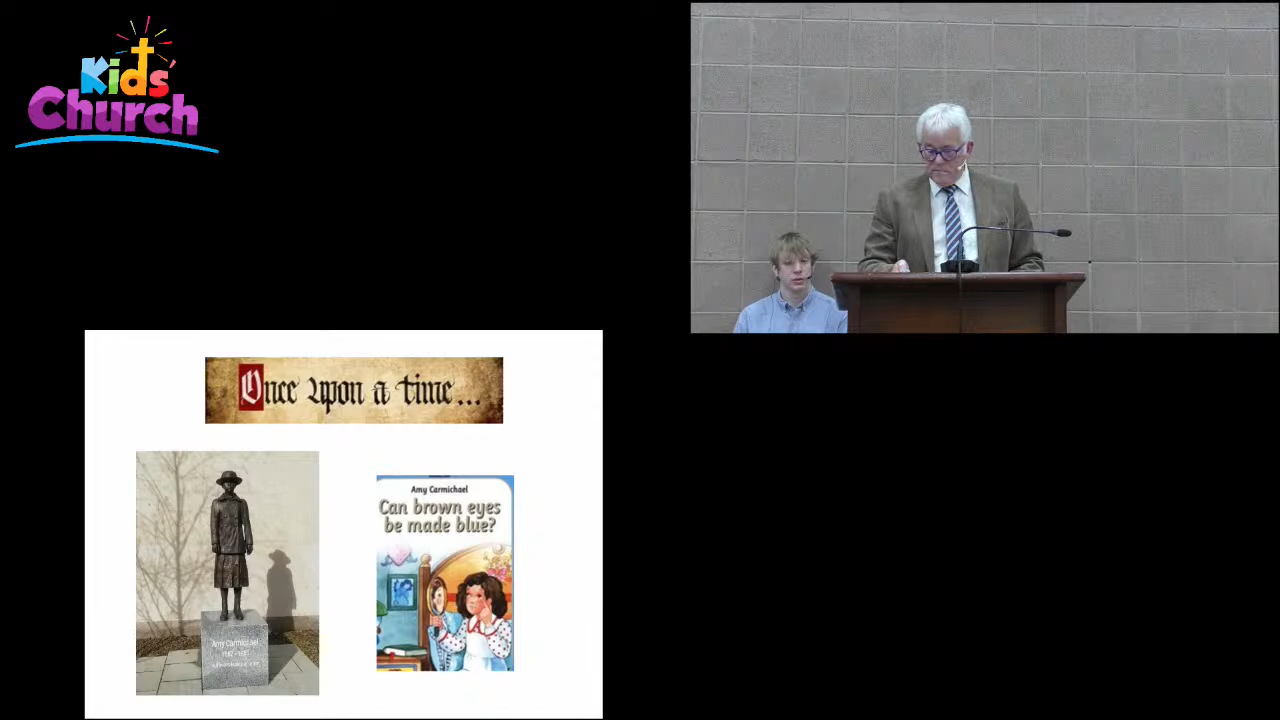 Kids'
Church
Once upon a time...
Amy Carmichael
Can brown eyes
be made blue?
Amy Carmichael